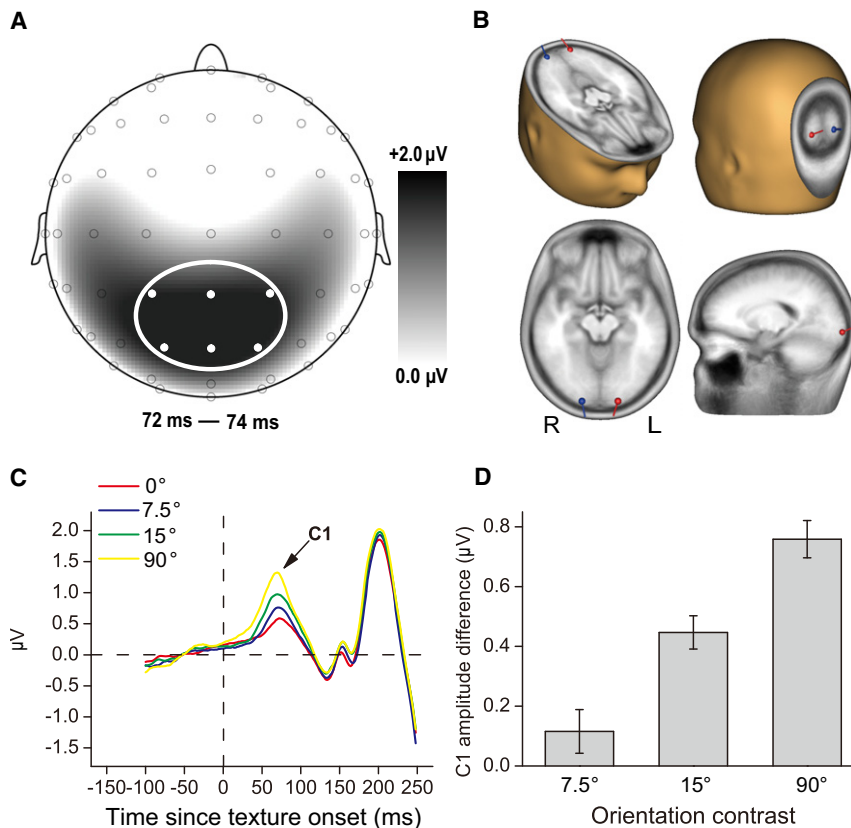 A
+2.0 µV
0.0 µV
72 ms — 74 ms
B
R L
C
0°
7.5°
15°
90°
C1
µV
2.0
1.5
1.0
0.5
0.0
-0.5
-1.0
-1.5
-150 -100 -50 0 50 100 150 200 250
Time since texture onset (ms)
D
C1 amplitude difference (µV)
0.8
0.6
0.4
0.2
0.0
7.5° 15° 90°
Orientation contrast